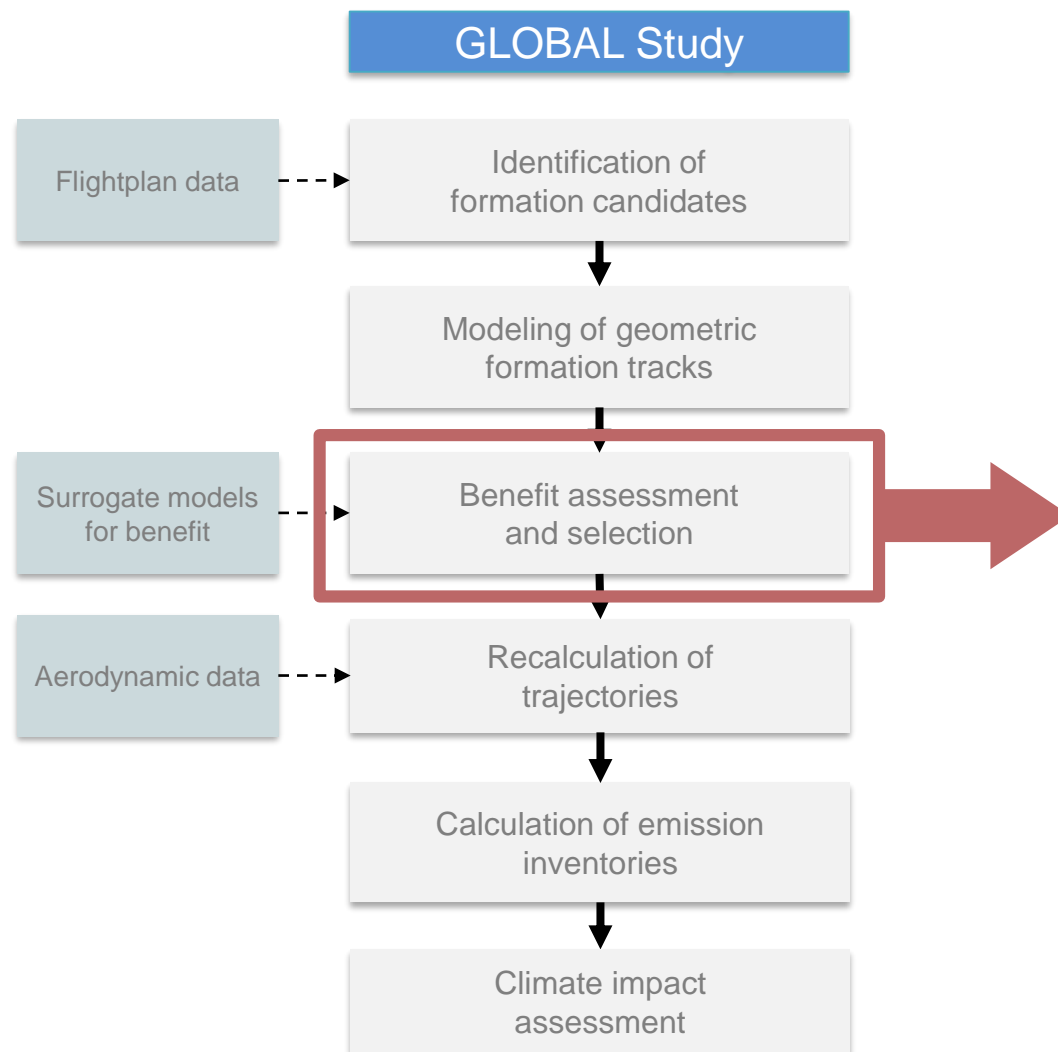 GLOBAL Study
Flightplan data
Identification of
formation candidates
Modeling of geometric
formation tracks
Surrogate models
for benefit
Benefit assessment
and selection
Aerodynamic data
Recalculation of
trajectories
Calculation of emission
inventories
Climate impact
assessment